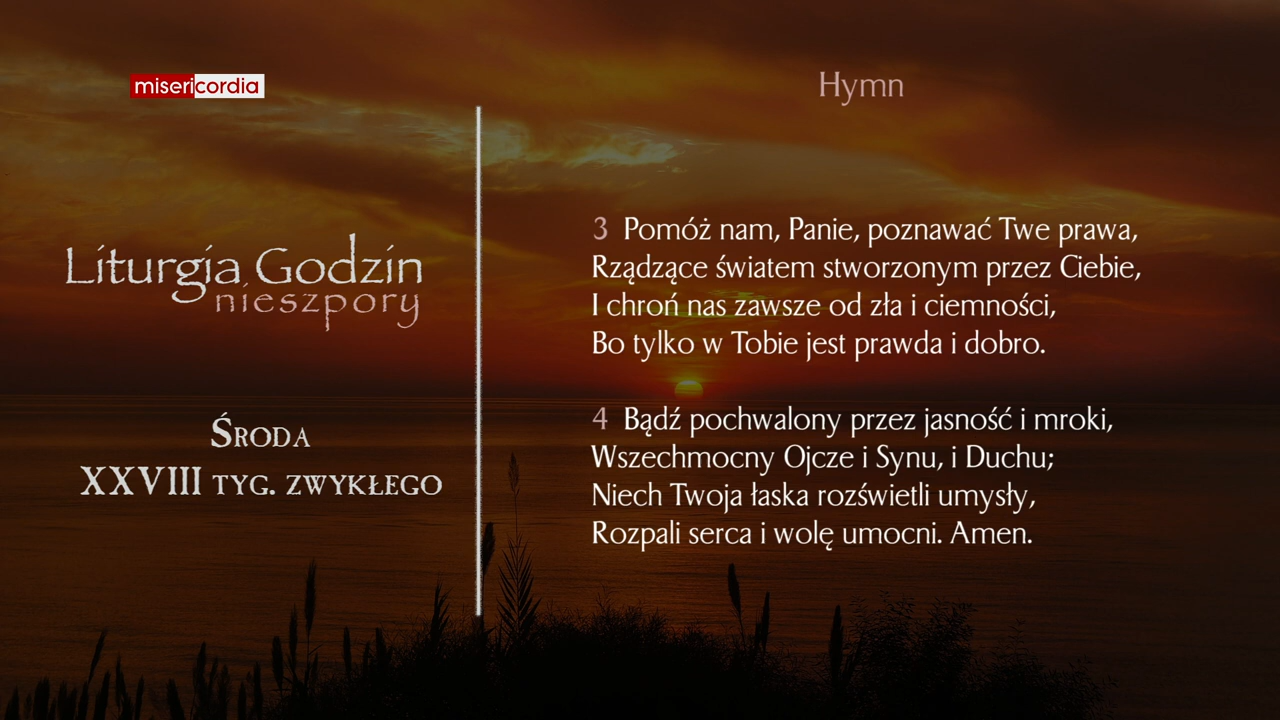 misericordia
Liturgia Godzin
nieszpory
Środa
XXVIII tyg. zwykłego
Hymn
3 Pomóż nam, Panie, poznawać Twe prawa,
Rządzące światem stworzonym przez Ciebie,
I chroń nas zawsze od zła i ciemności,
Bo tylko w Tobie jest prawda i dobro.
4 Bądź pochwalony przez jasność i mroki,
Wszechmocny Ojcze i Synu, i Duchu;
Niech Twoja łaska rozświetli umysły,
Rozpali serca i wolę umocni. Amen.